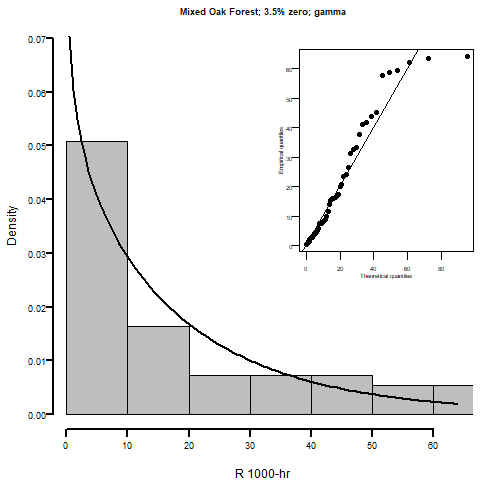 Mixed Oak Forest; 3.5% zero; gamma
0.07
0.06
0.05
0.04
0.03
0.02
0.01
0.00
Density
0 10 20 30 40 50 60
R 1000-hr
60
50
40
30
20
10
0
Empirical quantiles
0 20 40 60 80
Theoretical quantiles